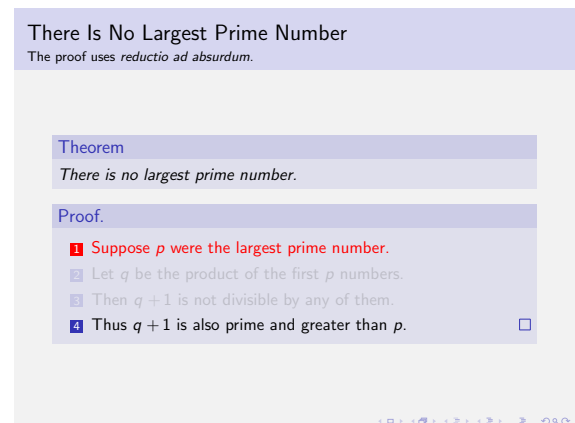 There Is No Largest Prime Number
The proof uses reductio ad absurdum.
Theorem
There is no largest prime number.
Proof.
1 Suppose p were the largest prime number.
2 Let q be the product of the first p numbers.
3 Then q + 1 is not divisible by any of them.
4 Thus q + 1 is also prime and greater than p.